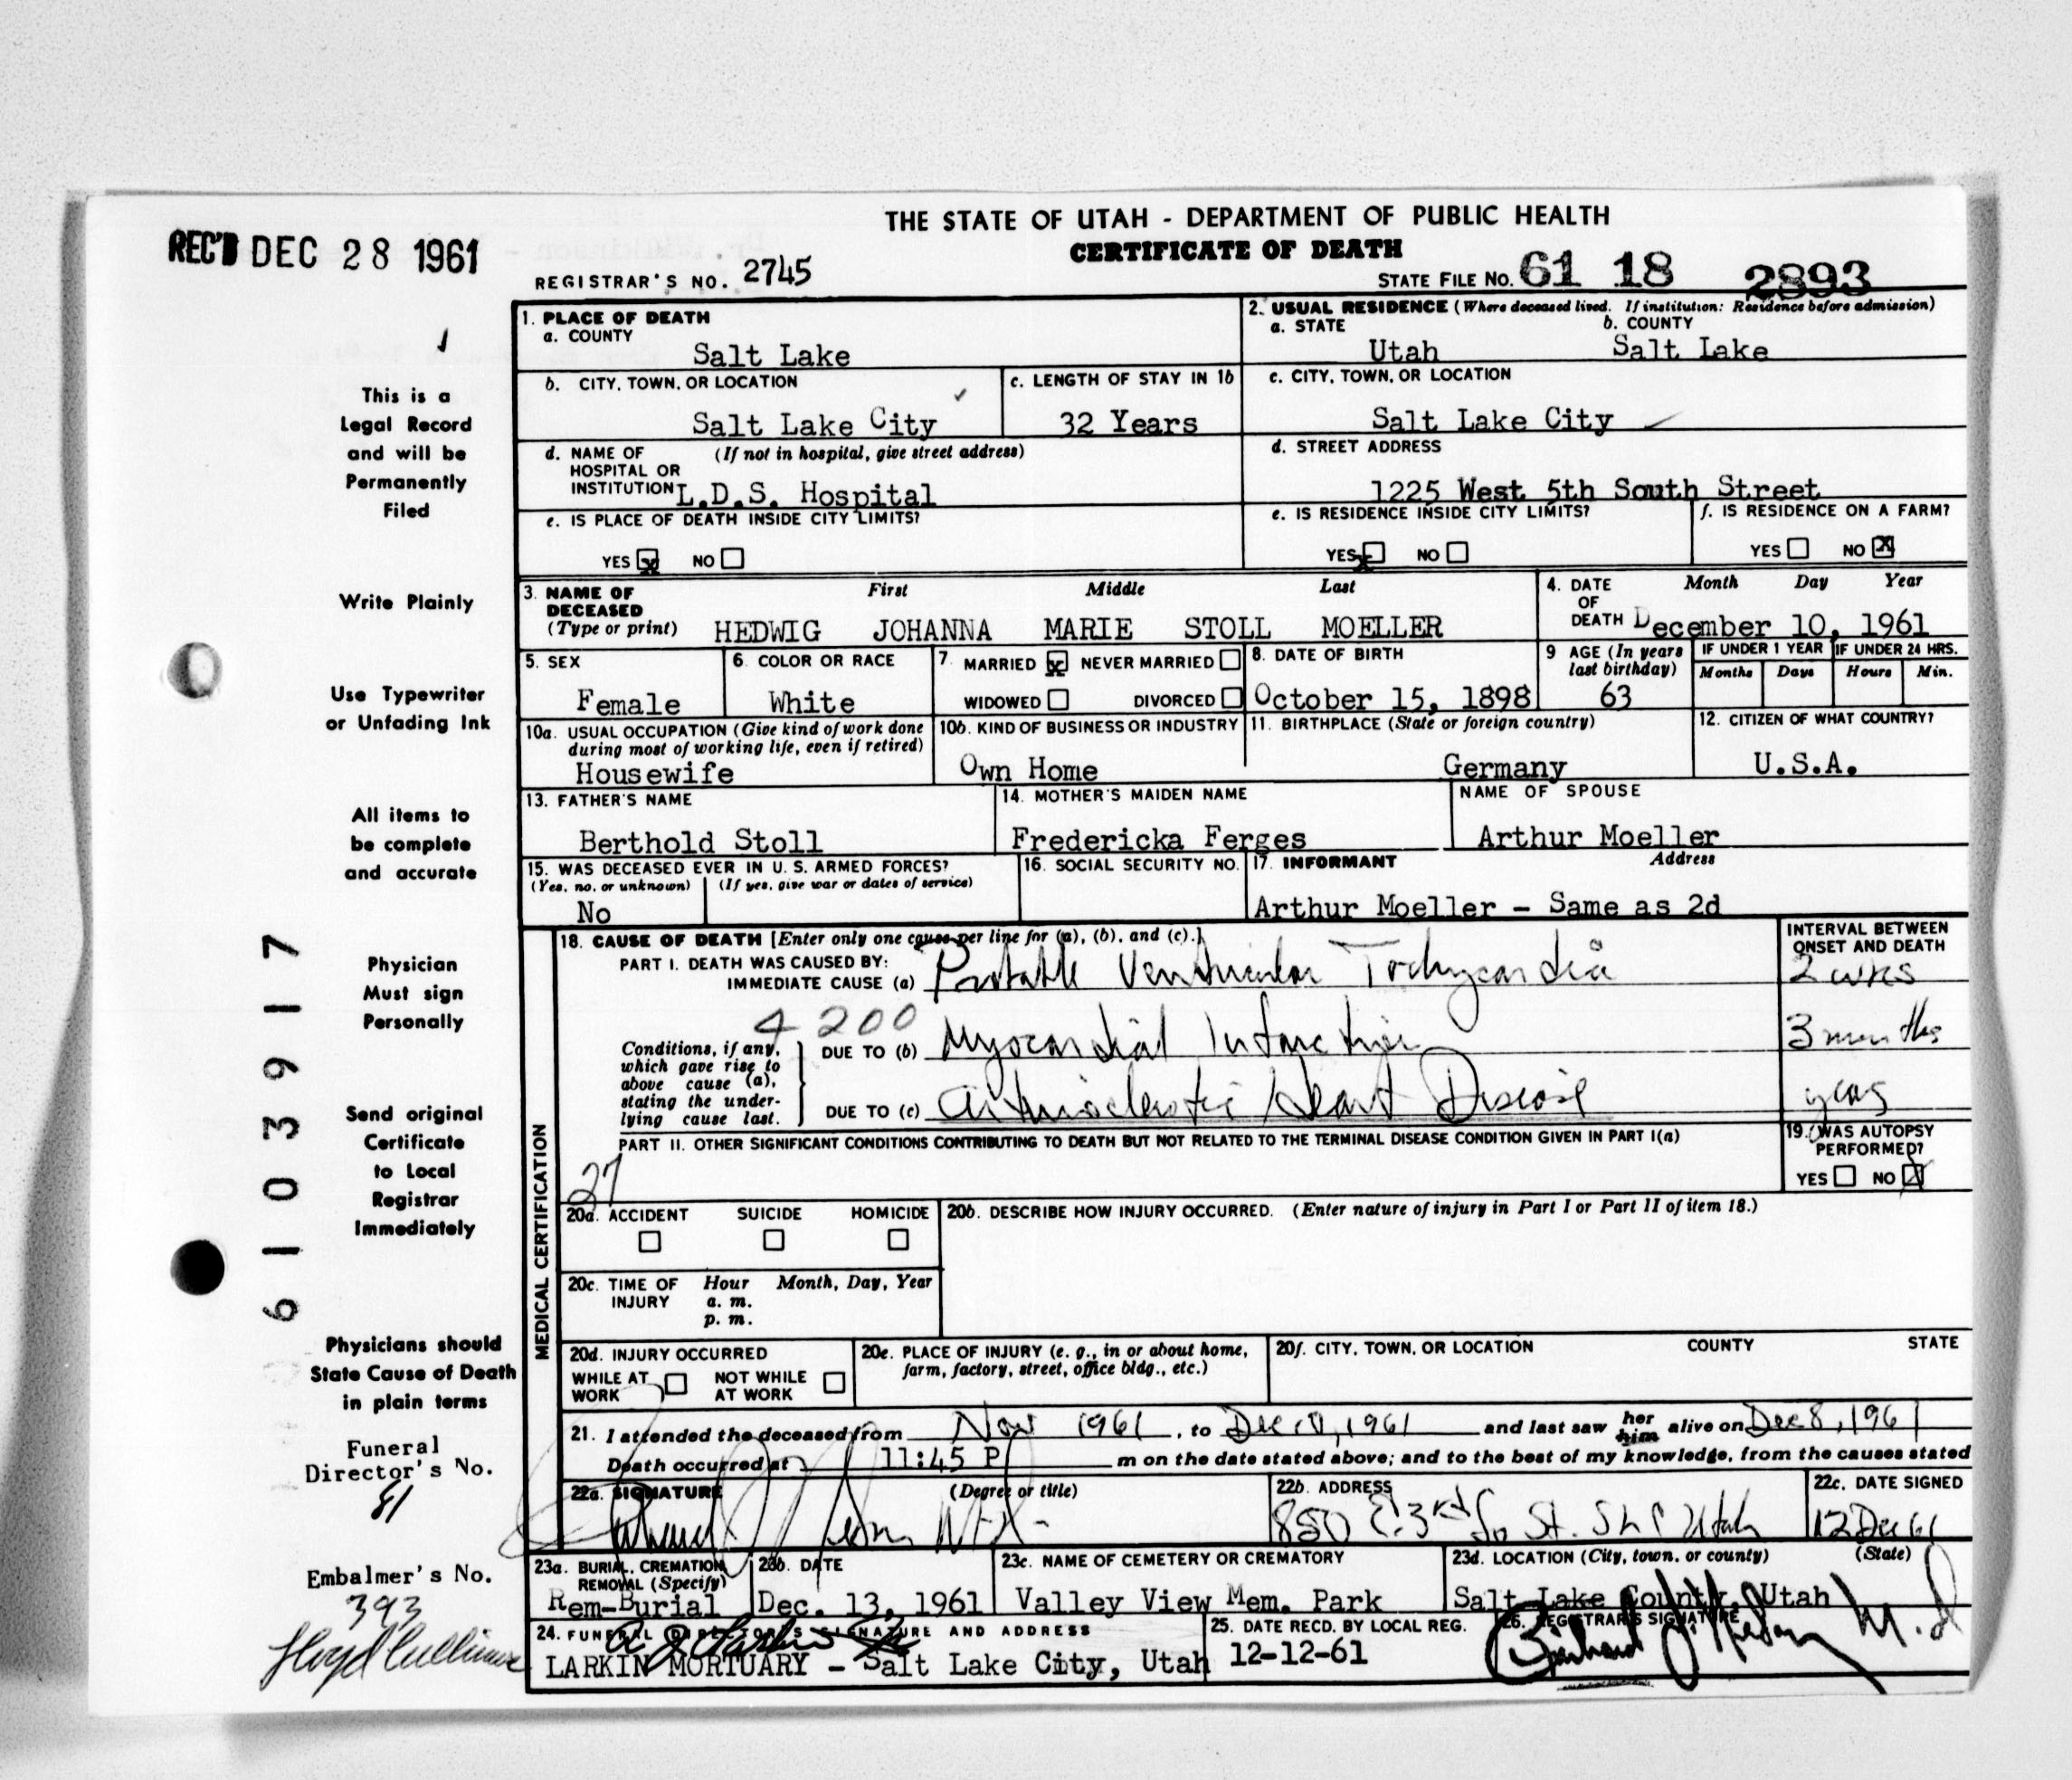 THE STATE OF UTAH - DEPARTMENT OF PUBLIC HEALTH
CERTIFICATE OF DEATH
REC'D DEC 28 1961
REGISTRAR'S NO. 2745
STATE FILE NO. 61 18 2893
1. PLACE OF DEATH
a. COUNTY
Salt Lake
2. USUAL RESIDENCE (Where deceased lived. If institution: Residence before admission)
a. STATE b. COUNTY
Utah Salt Lake
b. CITY, TOWN, OR LOCATION
Salt Lake City
c. LENGTH OF STAY IN 1b
32 Years
c. CITY, TOWN, OR LOCATION
Salt Lake City
d. NAME OF (If not in hospital, give street address)
HOSPITAL OR
INSTITUTION L.D.S. Hospital
d. STREET ADDRESS
1225 West 5th South Street
e. IS PLACE OF DEATH INSIDE CITY LIMITS?
YES x NO
e. IS RESIDENCE INSIDE CITY LIMITS?
YES x NO
f. IS RESIDENCE ON A FARM?
YES NO X
3. NAME OF DECEASED (Type or print)
First Middle Last
HEDWIG JOHANNA MARIE STOLL MOELLER
4. DATE OF DEATH
Month Day Year
December 10, 1961
5. SEX
Female
6. COLOR OR RACE
White
7. MARRIED x NEVER MARRIED
WIDOWED DIVORCED
8. DATE OF BIRTH
October 15, 1898
9 AGE (In years last birthday)
63
IF UNDER 1 YEAR IF UNDER 24 HRS.
Months Days Hours Min.
10a. USUAL OCCUPATION (Give kind of work done
during most of working life, even if retired)
Housewife
10b. KIND OF BUSINESS OR INDUSTRY
Own Home
11. BIRTHPLACE (State or foreign country)
Germany
12. CITIZEN OF WHAT COUNTRY?
U.S.A.
13. FATHER'S NAME
Berthold Stoll
14. MOTHER'S MAIDEN NAME
Fredericka Ferges
NAME OF SPOUSE
Arthur Moeller
15. WAS DECEASED EVER IN U. S. ARMED FORCES?
(Yes, no, or unknown) (If yes, give war or dates of service)
No
16. SOCIAL SECURITY NO.
17. INFORMANT Address
Arthur Moeller - Same as 2d
MEDICAL CERTIFICATION
18. CAUSE OF DEATH [Enter only one cause per line for (a), (b), and (c).]
PART I. DEATH WAS CAUSED BY:
IMMEDIATE CAUSE (a) Probable Ventricular Tachycardia
INTERVAL BETWEEN
ONSET AND DEATH
2 wks
4200
Conditions, if any,
which gave rise to
above cause (a),
stating the under-
lying cause last.
DUE TO (b) Myocardial Infarction
3 months
DUE TO (c) Arteriosclerotic Heart Disease
years
PART II. OTHER SIGNIFICANT CONDITIONS CONTRIBUTING TO DEATH BUT NOT RELATED TO THE TERMINAL DISEASE CONDITION GIVEN IN PART I(a)
27
19. WAS AUTOPSY
PERFORMED?
YES NO X
20a. ACCIDENT SUICIDE HOMICIDE
20b. DESCRIBE HOW INJURY OCCURRED. (Enter nature of injury in Part I or Part II of item 18.)
20c. TIME OF INJURY
Hour Month, Day, Year
a. m.
p. m.
20d. INJURY OCCURRED
WHILE AT WORK NOT WHILE AT WORK
20e. PLACE OF INJURY (e. g., in or about home,
farm, factory, street, office bldg., etc.)
20f. CITY, TOWN, OR LOCATION COUNTY STATE
21. I attended the deceased from Nov 1961, to Dec 1961 and last saw her him alive on Dec 8, 1961
Death occurred at 11:45 P m on the date stated above; and to the best of my knowledge, from the causes stated
22a. SIGNATURE (Degree or title)
22b. ADDRESS
850 E. 3rd So St. SLC Utah
22c. DATE SIGNED
12 Dec 61
23a. BURIAL, CREMATION,
REMOVAL (Specify)
Rem-Burial
23b. DATE
Dec. 13, 1961
23c. NAME OF CEMETERY OR CREMATORY
Valley View Mem. Park
23d. LOCATION (City, town, or county) (State)
Salt Lake County, Utah
24. FUNERAL DIRECTOR'S SIGNATURE AND ADDRESS
LARKIN MORTUARY - Salt Lake City, Utah
25. DATE RECD. BY LOCAL REG.
12-12-61
26. REGISTRAR'S SIGNATURE
This is a
Legal Record
and will be
Permanently
Filed
Write Plainly
Use Typewriter
or Unfading Ink
All items to
be complete
and accurate
Physician
Must sign
Personally
Send original
Certificate
to Local
Registrar
Immediately
Physicians should
State Cause of Death
in plain terms
Funeral
Director's No.
81
Embalmer's No.
393
6103917